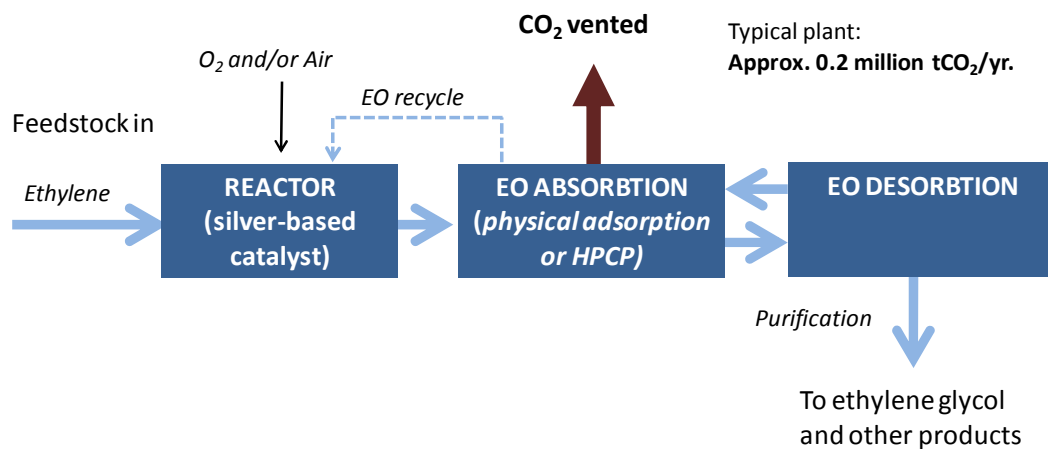 CO₂ vented
Typical plant:
Approx. 0.2 million tCO₂/yr.
O₂ and/or Air
EO recycle
Feedstock in
Ethylene
REACTOR
(silver-based
catalyst)
EO ABSORBTION
(physical adsorption
or HPCP)
EO DESORBTION
Purification
To ethylene glycol
and other products